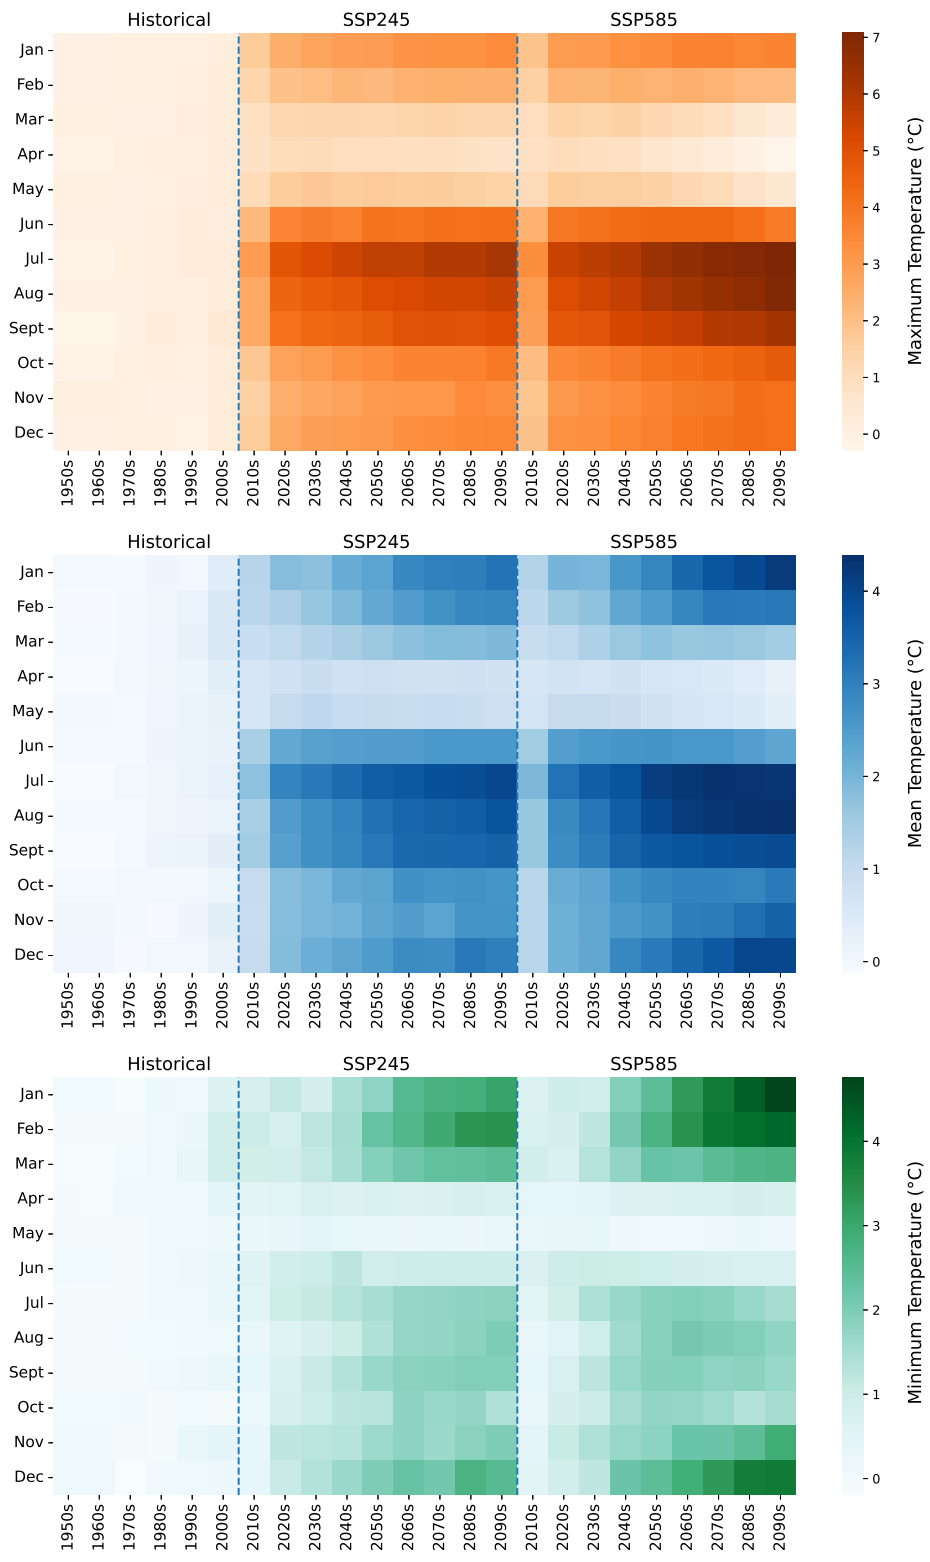 Historical SSP245 SSP585
Jan
Feb
Mar
Apr
May
Jun
Jul
Aug
Sept
Oct
Nov
Dec
1950s 1960s 1970s 1980s 1990s 2000s 2010s 2020s 2030s 2040s 2050s 2060s 2070s 2080s 2090s 2010s 2020s 2030s 2040s 2050s 2060s 2070s 2080s 2090s
7
6
5
4
3
2
1
0
Maximum Temperature (°C)
Historical SSP245 SSP585
Jan
Feb
Mar
Apr
May
Jun
Jul
Aug
Sept
Oct
Nov
Dec
1950s 1960s 1970s 1980s 1990s 2000s 2010s 2020s 2030s 2040s 2050s 2060s 2070s 2080s 2090s 2010s 2020s 2030s 2040s 2050s 2060s 2070s 2080s 2090s
4
3
2
1
0
Mean Temperature (°C)
Historical SSP245 SSP585
Jan
Feb
Mar
Apr
May
Jun
Jul
Aug
Sept
Oct
Nov
Dec
1950s 1960s 1970s 1980s 1990s 2000s 2010s 2020s 2030s 2040s 2050s 2060s 2070s 2080s 2090s 2010s 2020s 2030s 2040s 2050s 2060s 2070s 2080s 2090s
4
3
2
1
0
Minimum Temperature (°C)